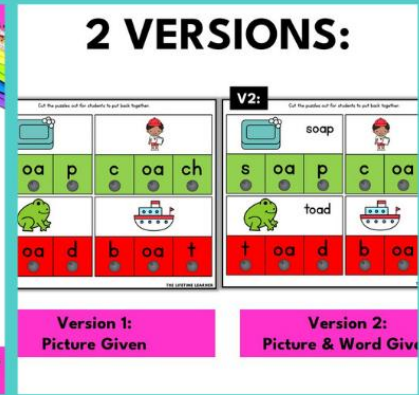 2 VERSIONS:
Cut the puzzles out for students to put back together.
oa p c oa ch
oa d b oa t
THE LIFETIME LEARNER
Version 1:
Picture Given
V2:
Cut the puzzles out for students to put back together.
soap
s oa p c oa
toad
t oa d b oa
Version 2:
Picture & Word Give